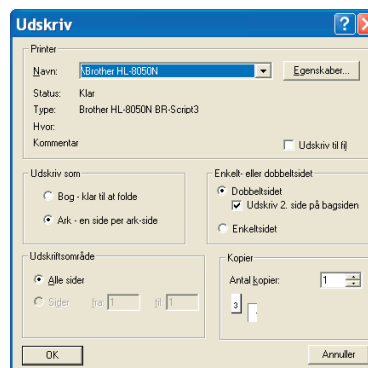 Udskriv
Printer
Navn: \Brother HL-8050N Egenskaber...
Status: Klar
Type: Brother HL-8050N BR-Script3
Hvor:
Kommentar Udskriv til fil
Udskriv som
Bog - klar til at folde
Ark - en side per ark-side
Enkelt- eller dobbeltsidet
Dobbeltsidet
Udskriv 2. side på bagsiden
Enkeltsidet
Udskriftsområde
Alle sider
Sider fra: 1 til: 1
Kopier
Antal kopier: 1
3
OK
Annuller